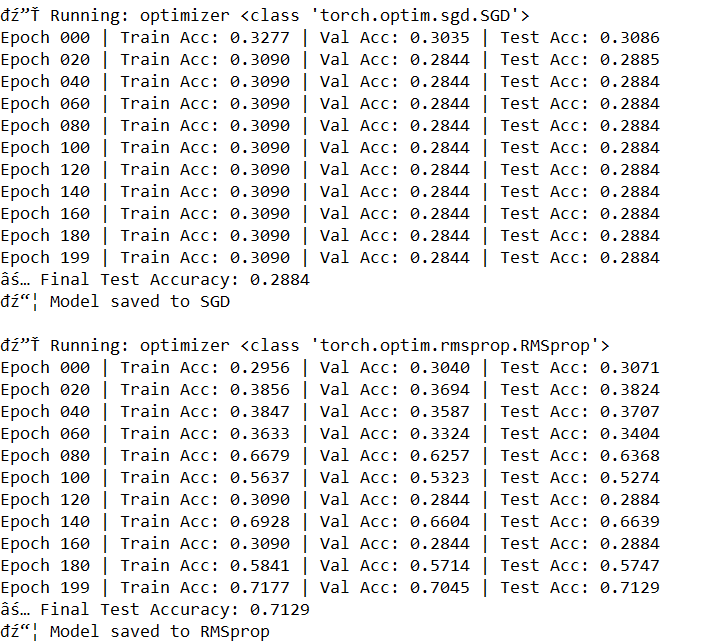 đź”Ť Running: optimizer <class 'torch.optim.sgd.SGD'>
Epoch 000 | Train Acc: 0.3277 | Val Acc: 0.3035 | Test Acc: 0.3086
Epoch 020 | Train Acc: 0.3090 | Val Acc: 0.2844 | Test Acc: 0.2885
Epoch 040 | Train Acc: 0.3090 | Val Acc: 0.2844 | Test Acc: 0.2884
Epoch 060 | Train Acc: 0.3090 | Val Acc: 0.2844 | Test Acc: 0.2884
Epoch 080 | Train Acc: 0.3090 | Val Acc: 0.2844 | Test Acc: 0.2884
Epoch 100 | Train Acc: 0.3090 | Val Acc: 0.2844 | Test Acc: 0.2884
Epoch 120 | Train Acc: 0.3090 | Val Acc: 0.2844 | Test Acc: 0.2884
Epoch 140 | Train Acc: 0.3090 | Val Acc: 0.2844 | Test Acc: 0.2884
Epoch 160 | Train Acc: 0.3090 | Val Acc: 0.2844 | Test Acc: 0.2884
Epoch 180 | Train Acc: 0.3090 | Val Acc: 0.2844 | Test Acc: 0.2884
Epoch 199 | Train Acc: 0.3090 | Val Acc: 0.2844 | Test Acc: 0.2884
âś… Final Test Accuracy: 0.2884
đź“¦ Model saved to SGD
đź”Ť Running: optimizer <class 'torch.optim.rmsprop.RMSprop'>
Epoch 000 | Train Acc: 0.2956 | Val Acc: 0.3040 | Test Acc: 0.3071
Epoch 020 | Train Acc: 0.3856 | Val Acc: 0.3694 | Test Acc: 0.3824
Epoch 040 | Train Acc: 0.3847 | Val Acc: 0.3587 | Test Acc: 0.3707
Epoch 060 | Train Acc: 0.3633 | Val Acc: 0.3324 | Test Acc: 0.3404
Epoch 080 | Train Acc: 0.6679 | Val Acc: 0.6257 | Test Acc: 0.6368
Epoch 100 | Train Acc: 0.5637 | Val Acc: 0.5323 | Test Acc: 0.5274
Epoch 120 | Train Acc: 0.3090 | Val Acc: 0.2844 | Test Acc: 0.2884
Epoch 140 | Train Acc: 0.6928 | Val Acc: 0.6604 | Test Acc: 0.6639
Epoch 160 | Train Acc: 0.3090 | Val Acc: 0.2844 | Test Acc: 0.2884
Epoch 180 | Train Acc: 0.5841 | Val Acc: 0.5714 | Test Acc: 0.5747
Epoch 199 | Train Acc: 0.7177 | Val Acc: 0.7045 | Test Acc: 0.7129
âś… Final Test Accuracy: 0.7129
đź“¦ Model saved to RMSprop